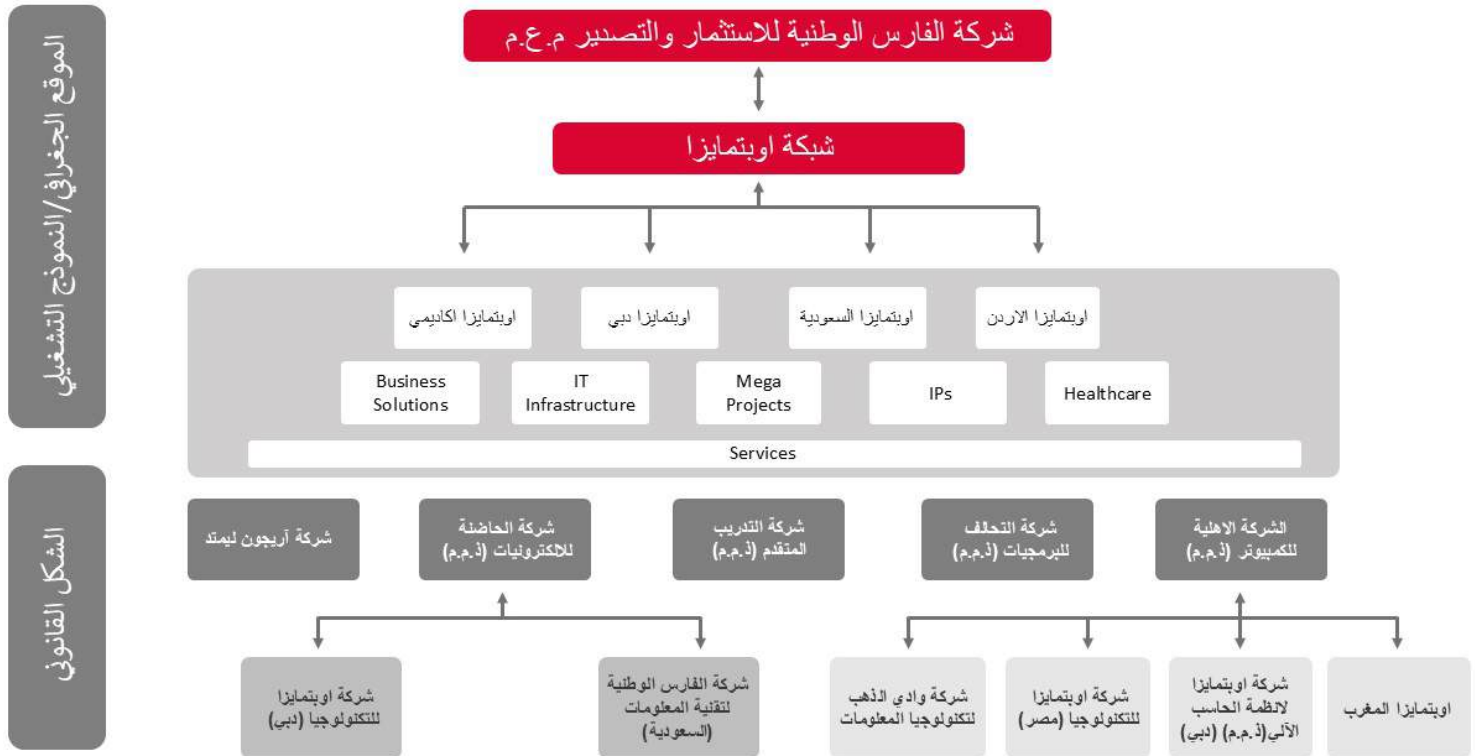 الموقع الجغرافي/النموذج التشغيلي
شركة الفارس الوطنية للاستثمار والتصدير م.ع.م
شبكة اوبتمايزا
اوبتمايزا الاردن
اوبتمايزا السعودية
اوبتمايزا دبي
اوبتمايزا اكاديمي
Business
Solutions
IT
Infrastructure
Mega
Projects
IPs
Healthcare
Services
الشكل القانوني
الشركة الاهلية
للكمبيوتر (ذ.م.م)
شركة التحالف
للبرمجيات (ذ.م.م)
شركة التدريب
المتقدم (ذ.م.م)
شركة الحاضنة
للالكترونيات (ذ.م.م)
شركة آريجون ليمتد
اوبتمايزا المغرب
شركة اوبتمايزا
لانظمة الحاسب
الآلي(ذ.م.م) (دبي)
شركة اوبتمايزا
للتكنولوجيا (مصر)
شركة وادي الذهب
لتكنولوجيا المعلومات
شركة الفارس الوطنية
لتقنية المعلومات
(السعودية)
شركة اوبتمايزا
للتكنولوجيا (دبي)